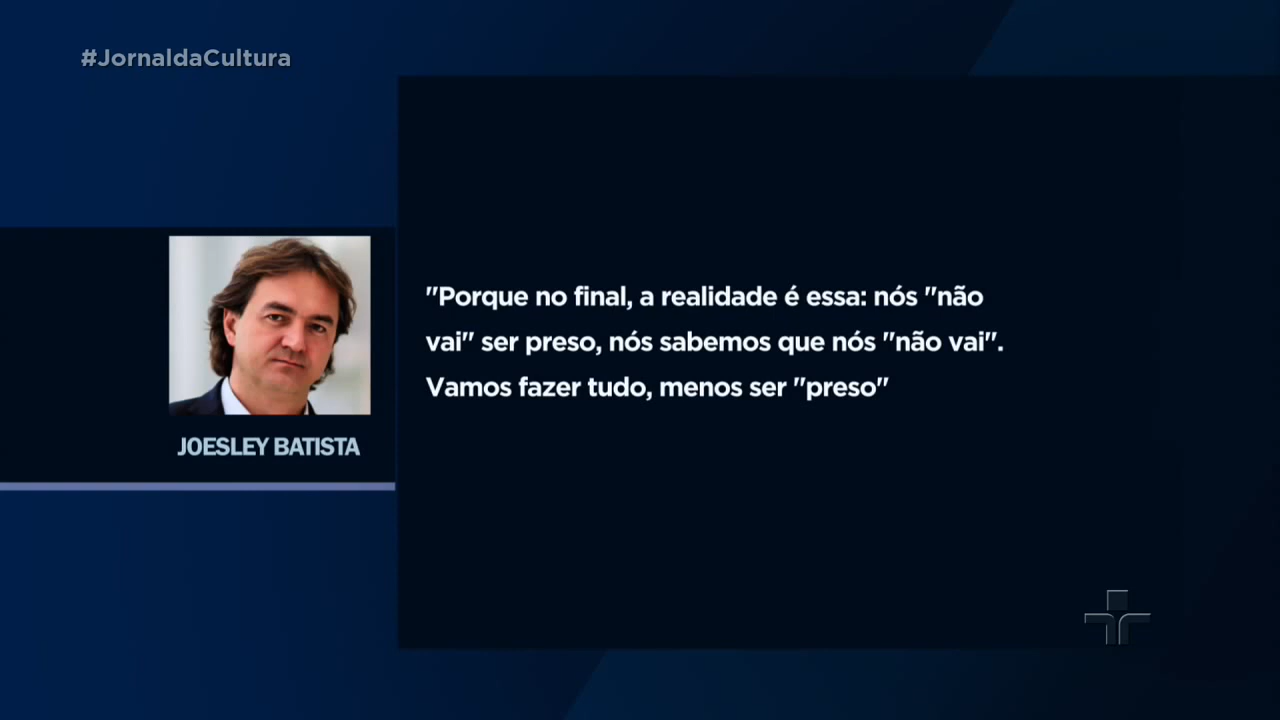 #JornaldaCultura
JOESLEY BATISTA
"Porque no final, a realidade é essa: nós "não
vai" ser preso, nós sabemos que nós "não vai".
Vamos fazer tudo, menos ser "preso"